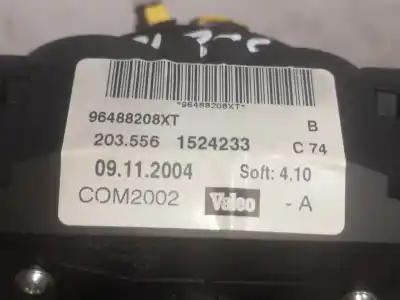 *96488208XT*
96488208XT B
203.556 1524233 C 74
09.11.2004 Soft: 4.10
COM2002 Valeo - A